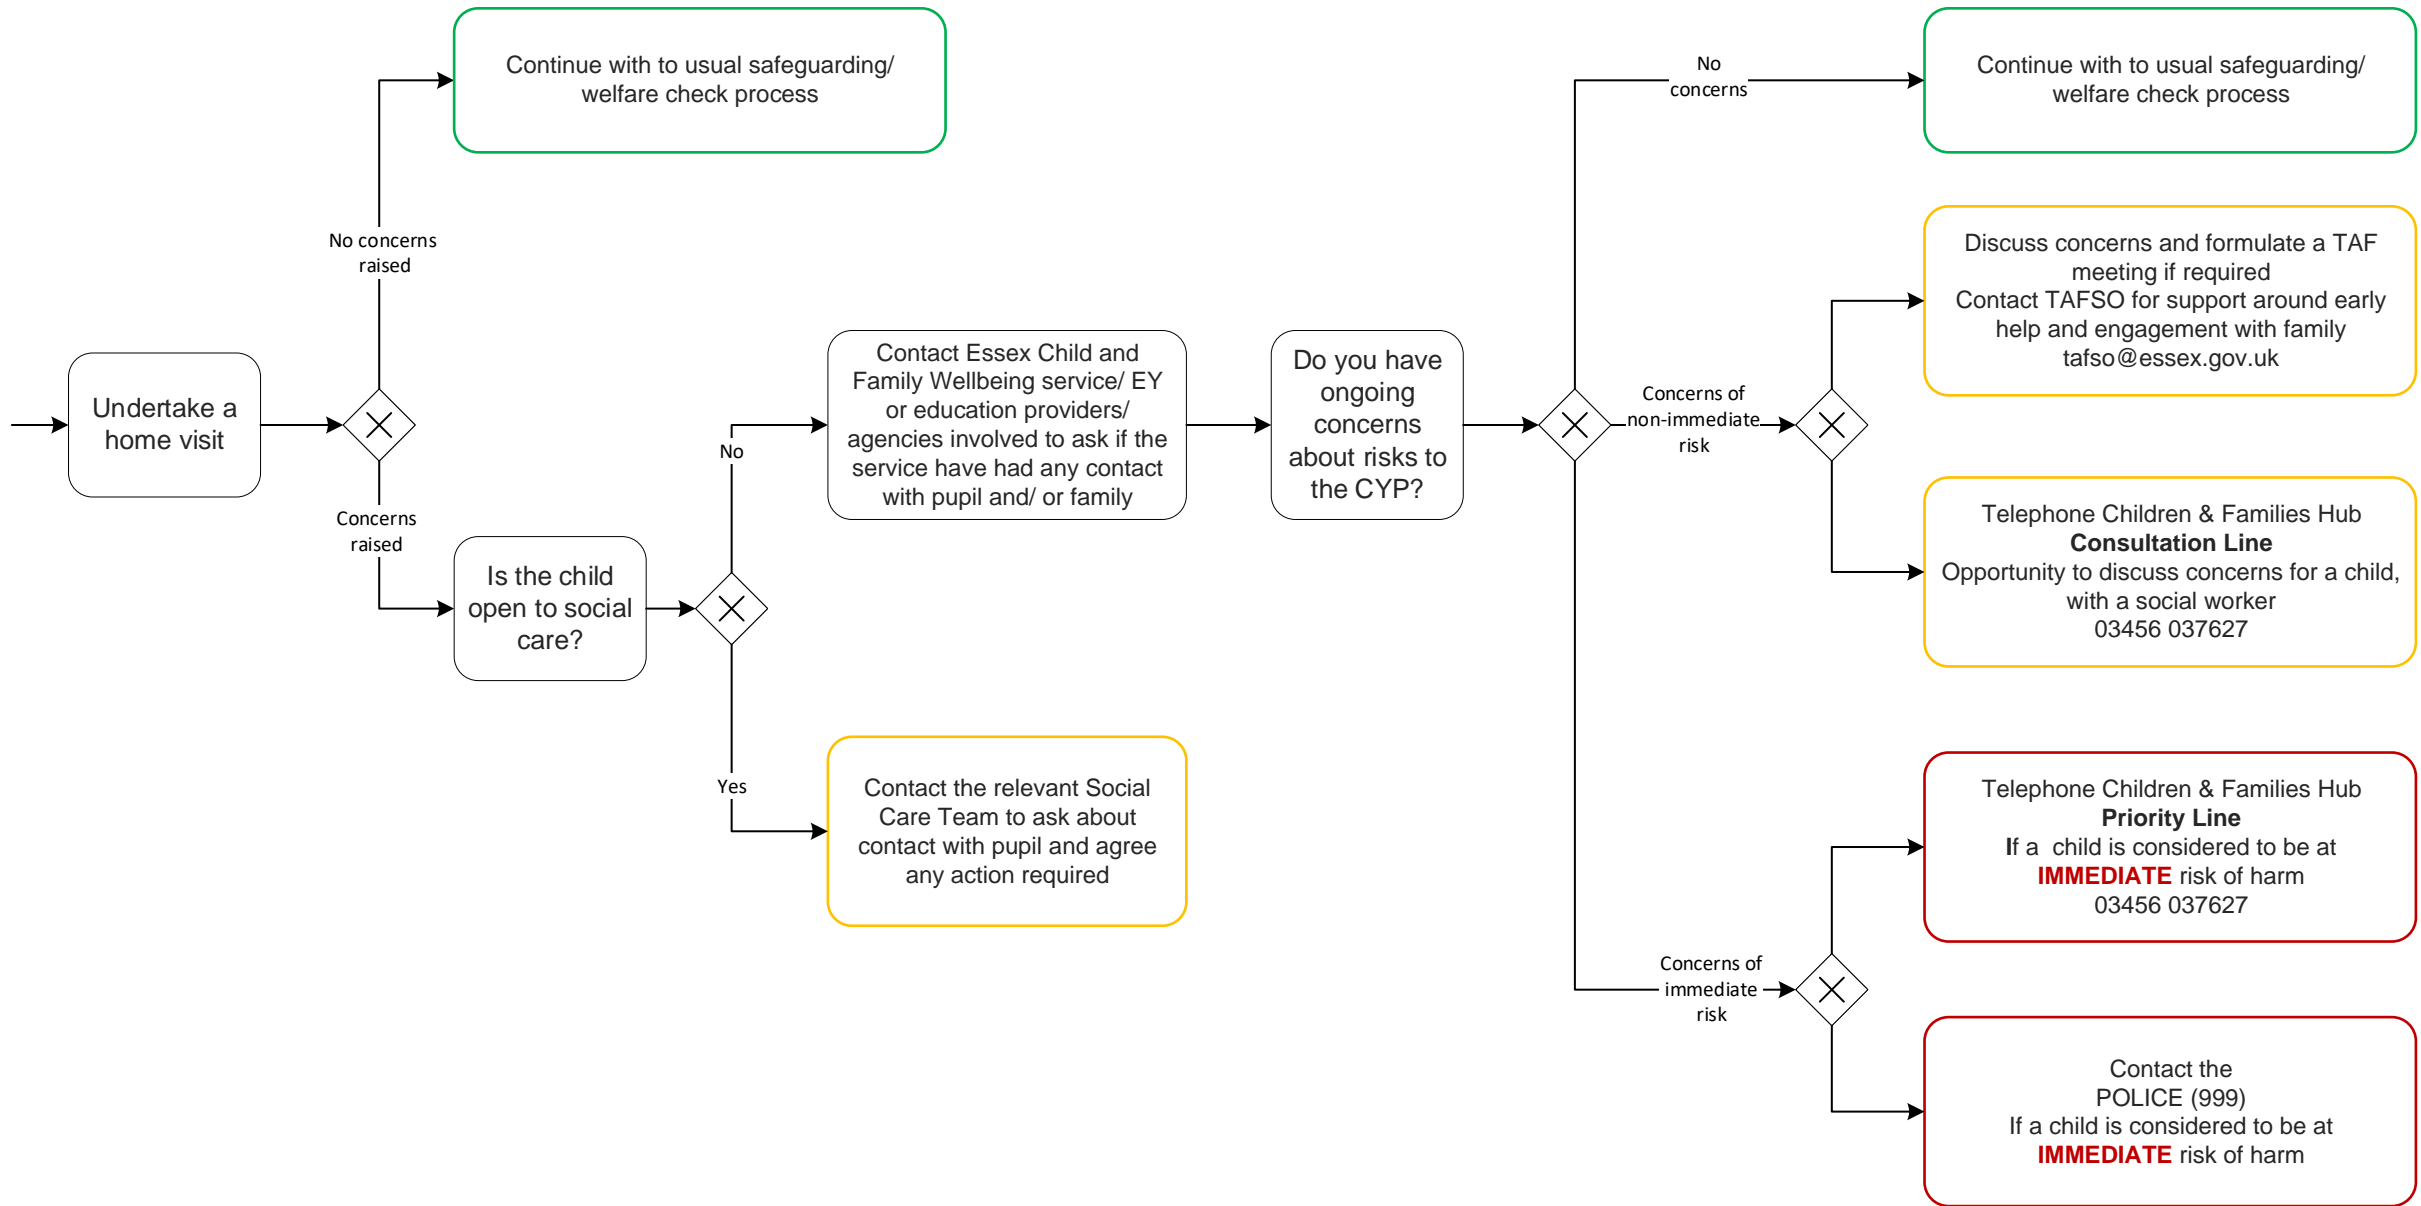 Continue with to usual safeguarding/
welfare check process
No concerns
raised
Undertake a
home visit
Concerns
raised
Is the child
open to social
care?
No
Yes
Contact Essex Child and
Family Wellbeing service/ EY
or education providers/
agencies involved to ask if the
service have had any contact
with pupil and/ or family
Contact the relevant Social
Care Team to ask about
contact with pupil and agree
any action required
Do you have
ongoing
concerns
about risks to
the CYP?
No
concerns
Concerns of
non-immediate
risk
Concerns of
immediate
risk
Continue with to usual safeguarding/
welfare check process
Discuss concerns and formulate a TAF
meeting if required
Contact TAFSO for support around early
help and engagement with family
tafso@essex.gov.uk
Telephone Children & Families Hub
Consultation Line
Opportunity to discuss concerns for a child,
with a social worker
03456 037627
Telephone Children & Families Hub
Priority Line
If a  child is considered to be at
IMMEDIATE risk of harm
03456 037627
Contact the
POLICE (999)
If a child is considered to be at
IMMEDIATE risk of harm